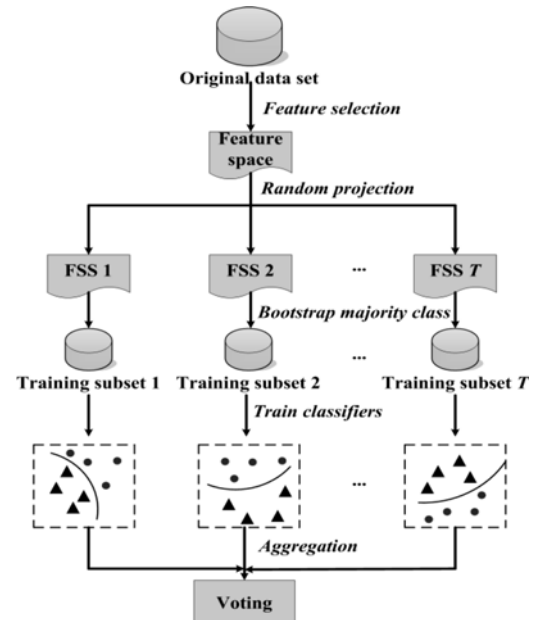 Original data set
Feature selection
Feature
space
Random projection
FSS 1
FSS 2
...
FSS T
Bootstrap majority class
...
Training subset 1
Training subset 2
Training subset T
Train classifiers
...
Aggregation
Voting